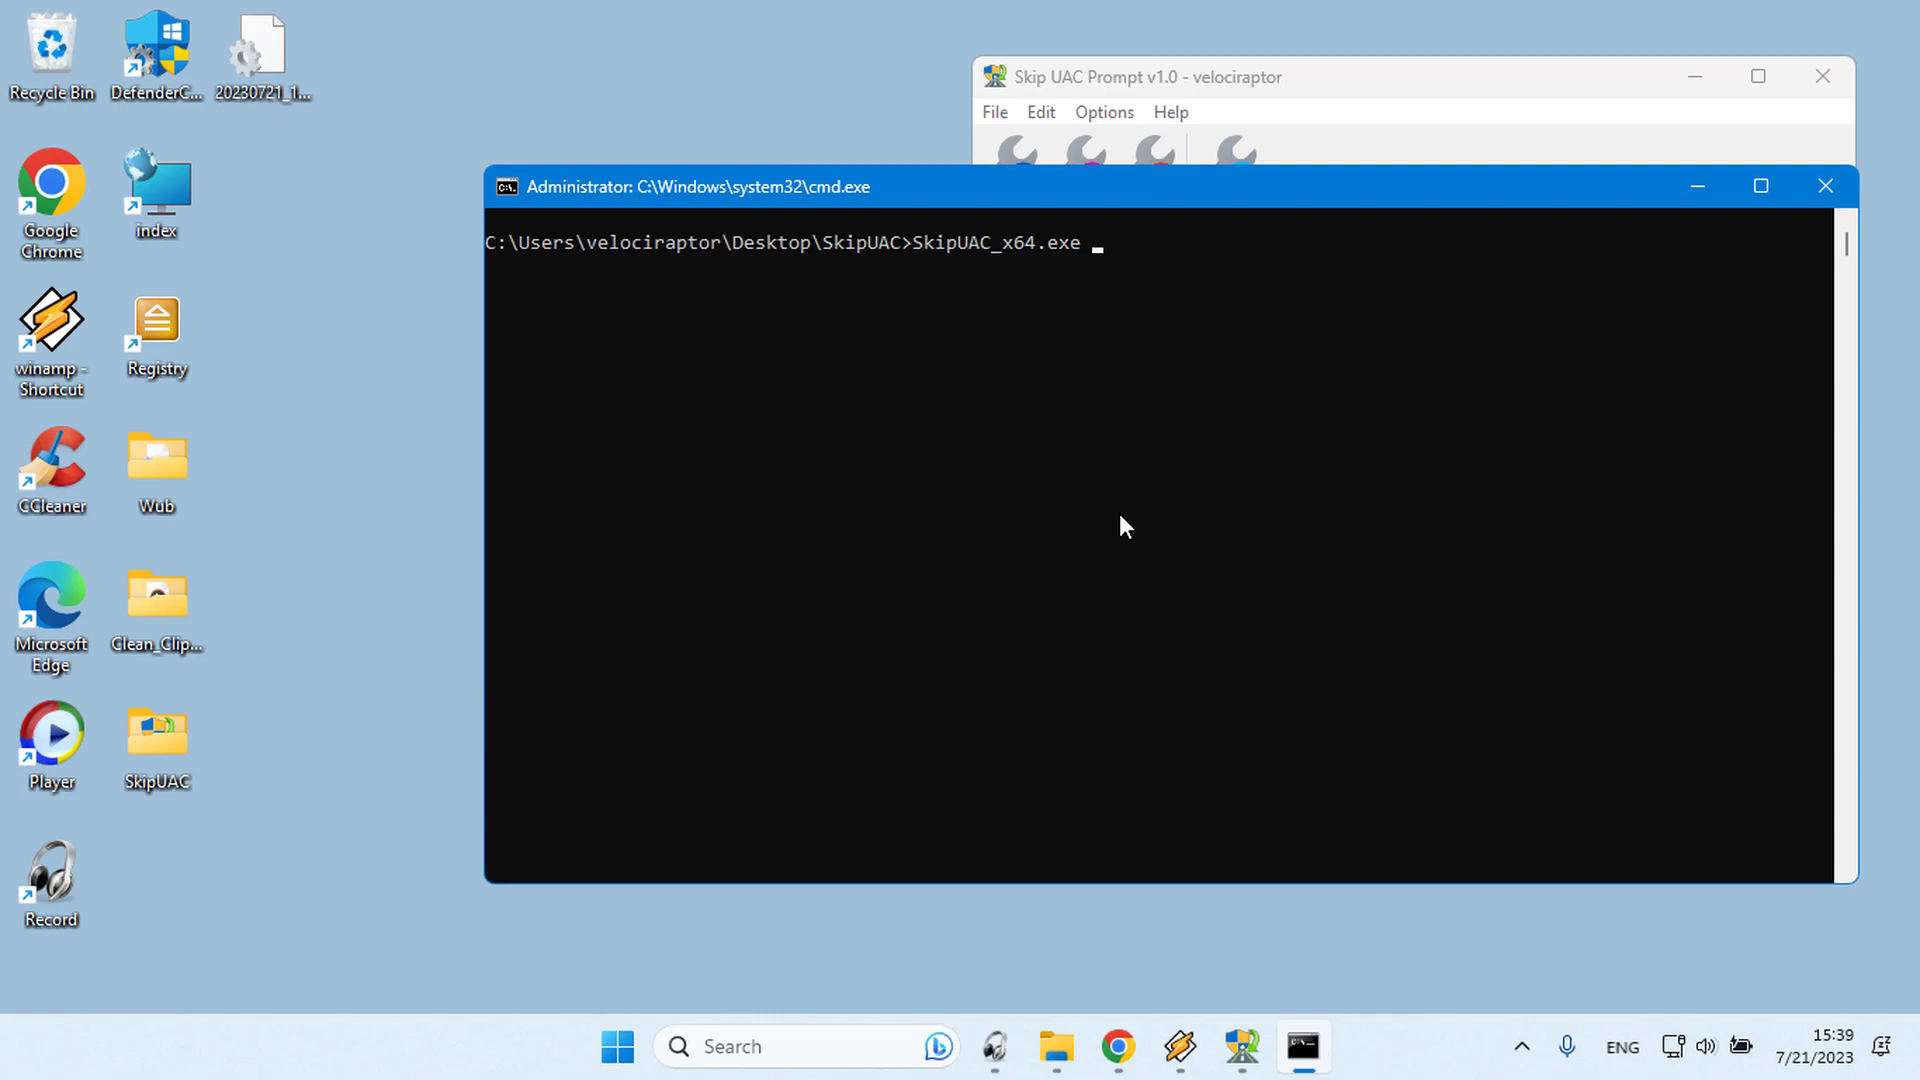 Recycle Bin
DefenderC...
20230721_1...
Google
Chrome
index
winamp -
Shortcut
Registry
CCleaner
Wub
Microsoft
Edge
Clean_Clip...
Player
SkipUAC
Record
Skip UAC Prompt v1.0 - velociraptor
File Edit Options Help
C:\.
Administrator: C:\Windows\system32\cmd.exe
C:\Users\velociraptor\Desktop\SkipUAC>SkipUAC_x64.exe _
Search
ENG
15:39
7/21/2023